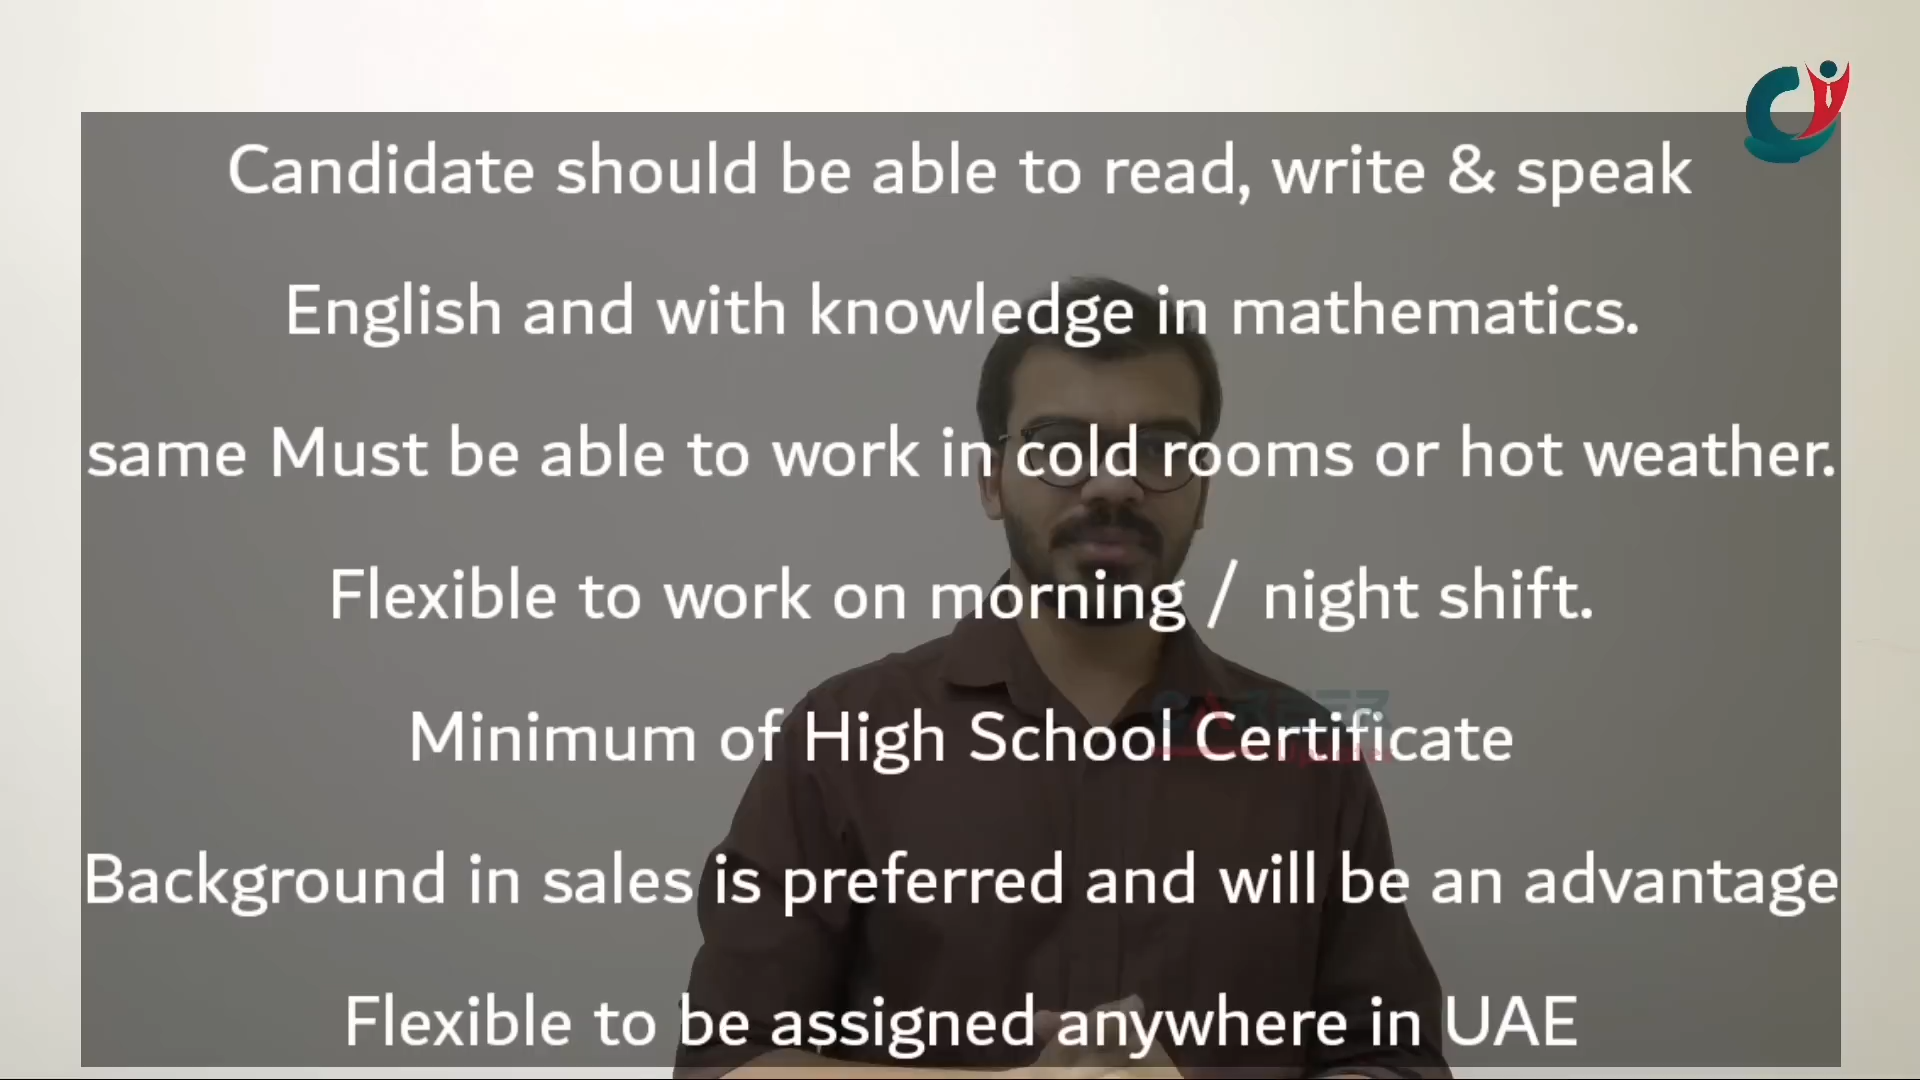 Candidate should be able to read, write & speak
English and with knowledge in mathematics.
same Must be able to work in cold rooms or hot weather.
Flexible to work on morning / night shift.
Minimum of High School Certificate
CAREER
Updates
Background in sales is preferred and will be an advantage
Flexible to be assigned anywhere in UAE